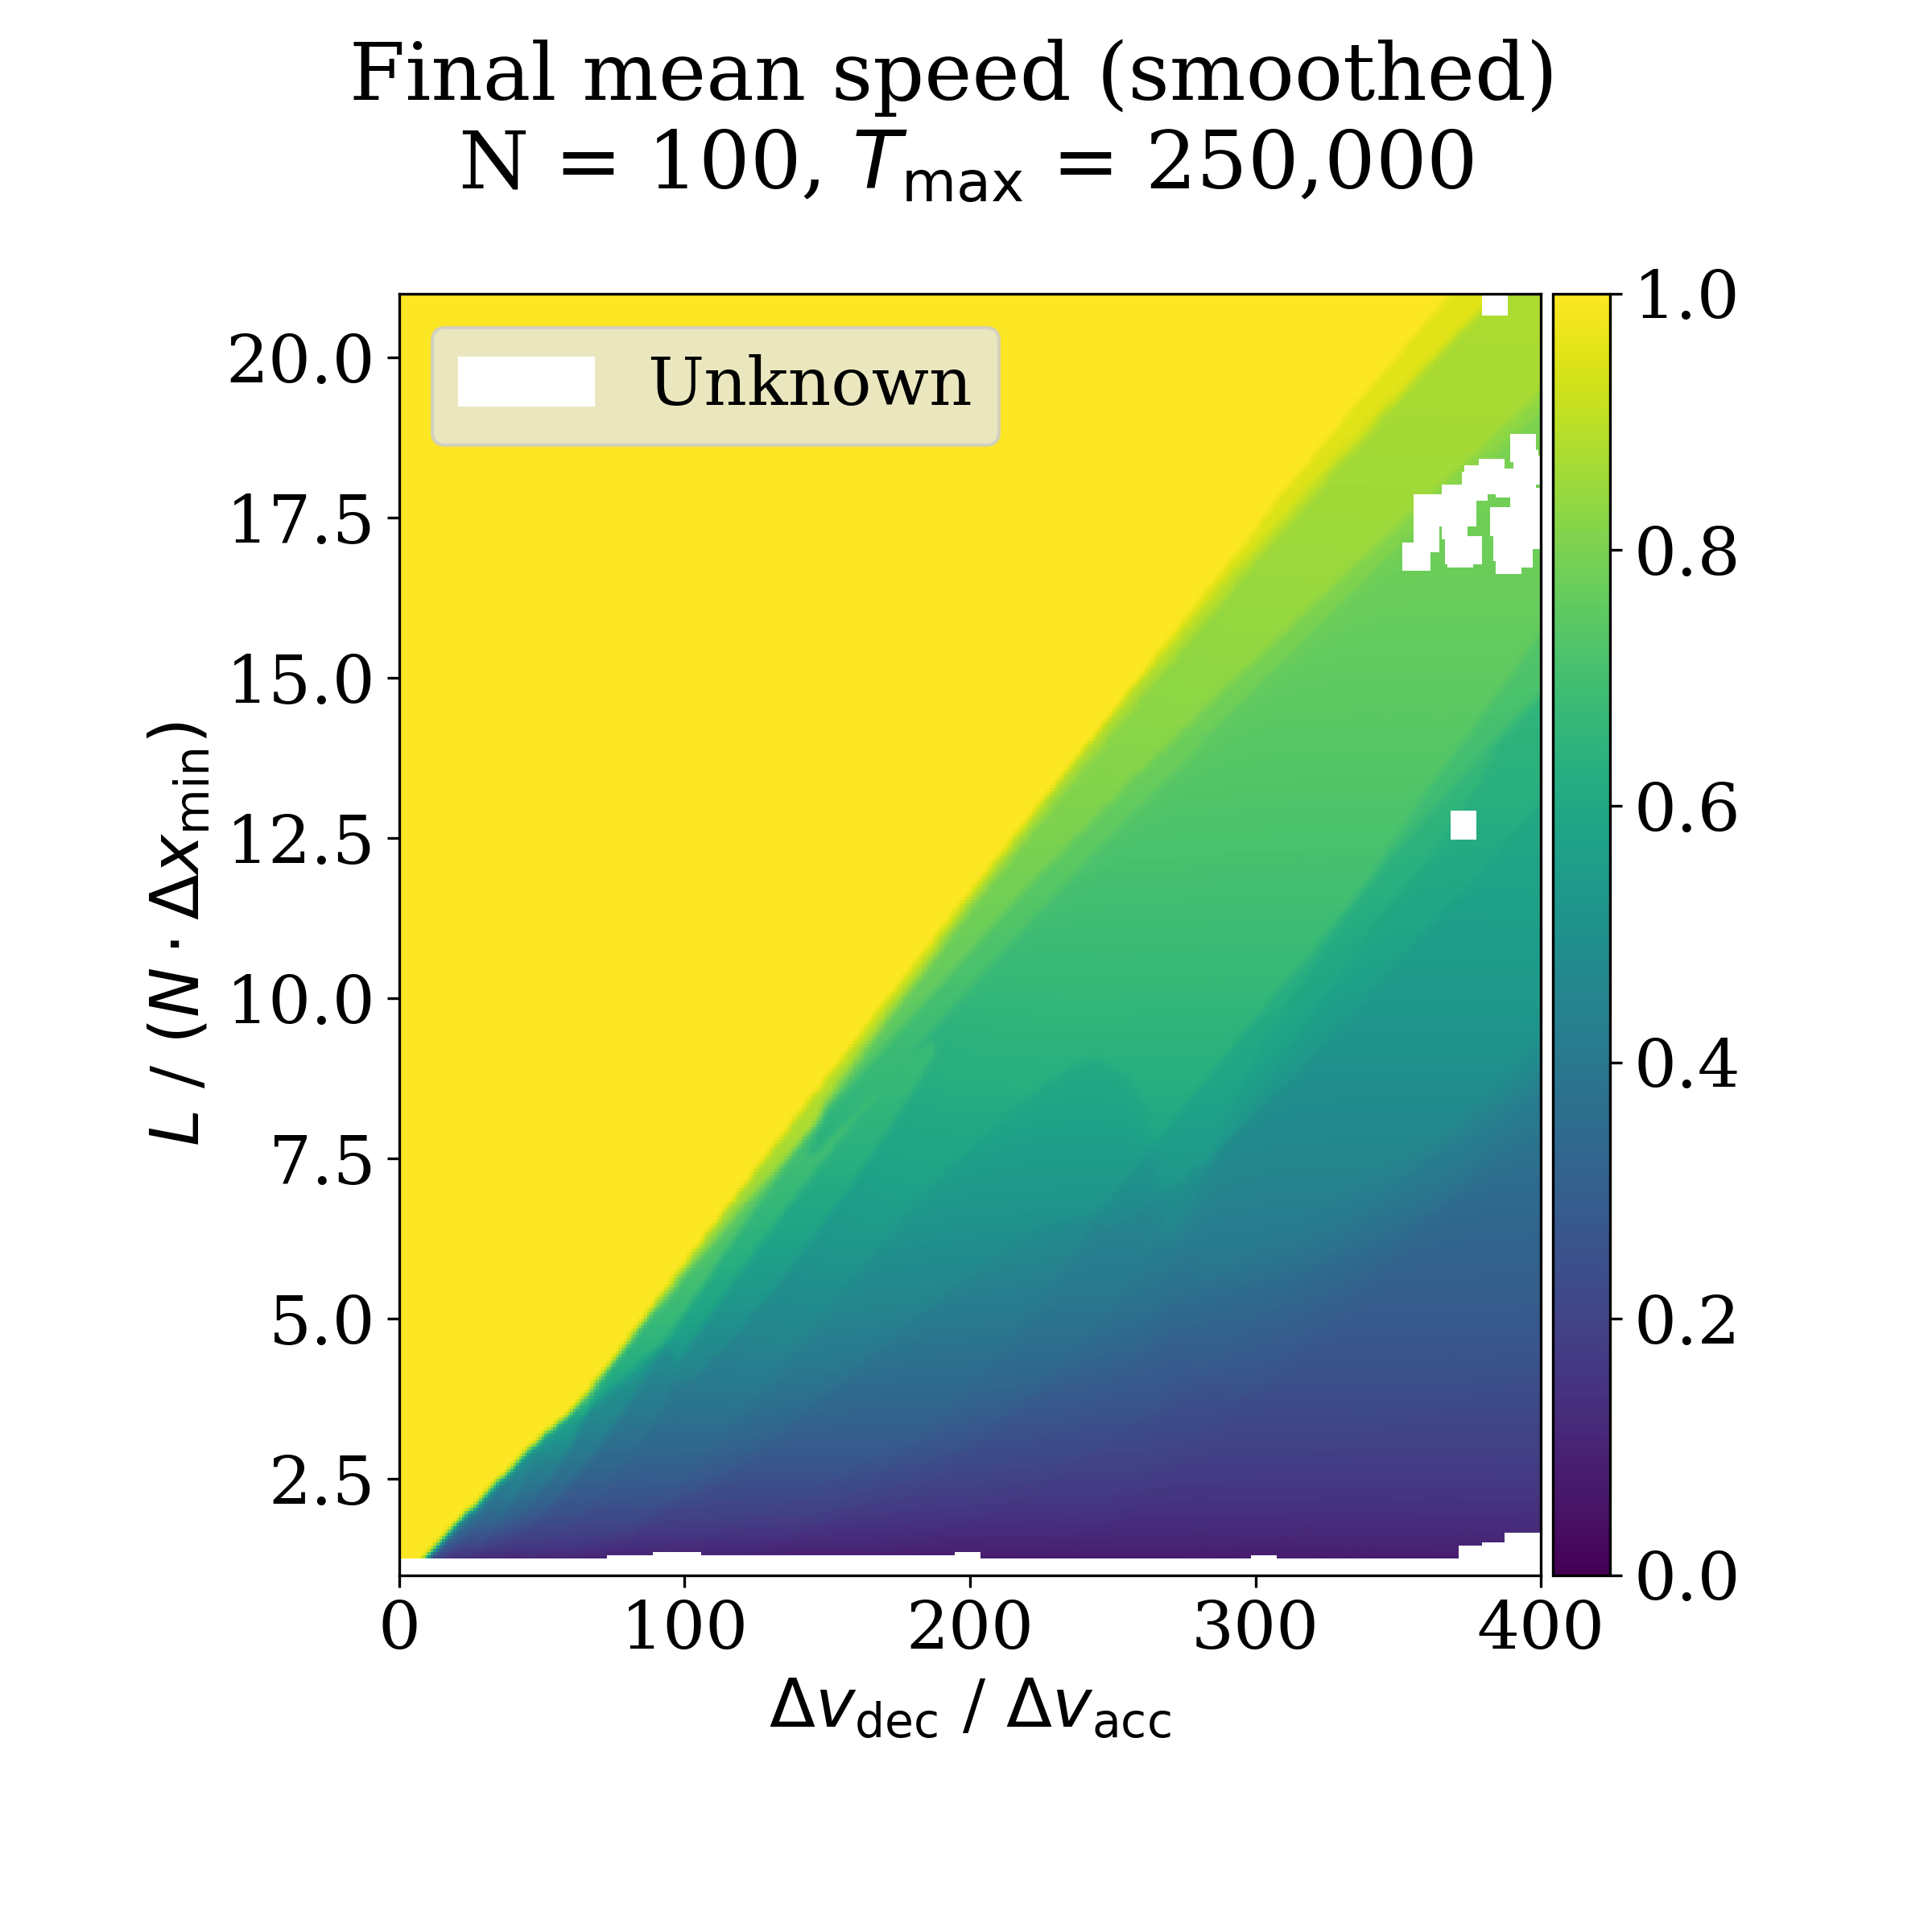 Final mean speed (smoothed)
N = 100, T_max = 250,000
Unknown
20.0
17.5
15.0
12.5
10.0
7.5
5.0
2.5
L / (N · Δx_min)
0 100 200 300 400
Δv_dec / Δv_acc
1.0
0.8
0.6
0.4
0.2
0.0